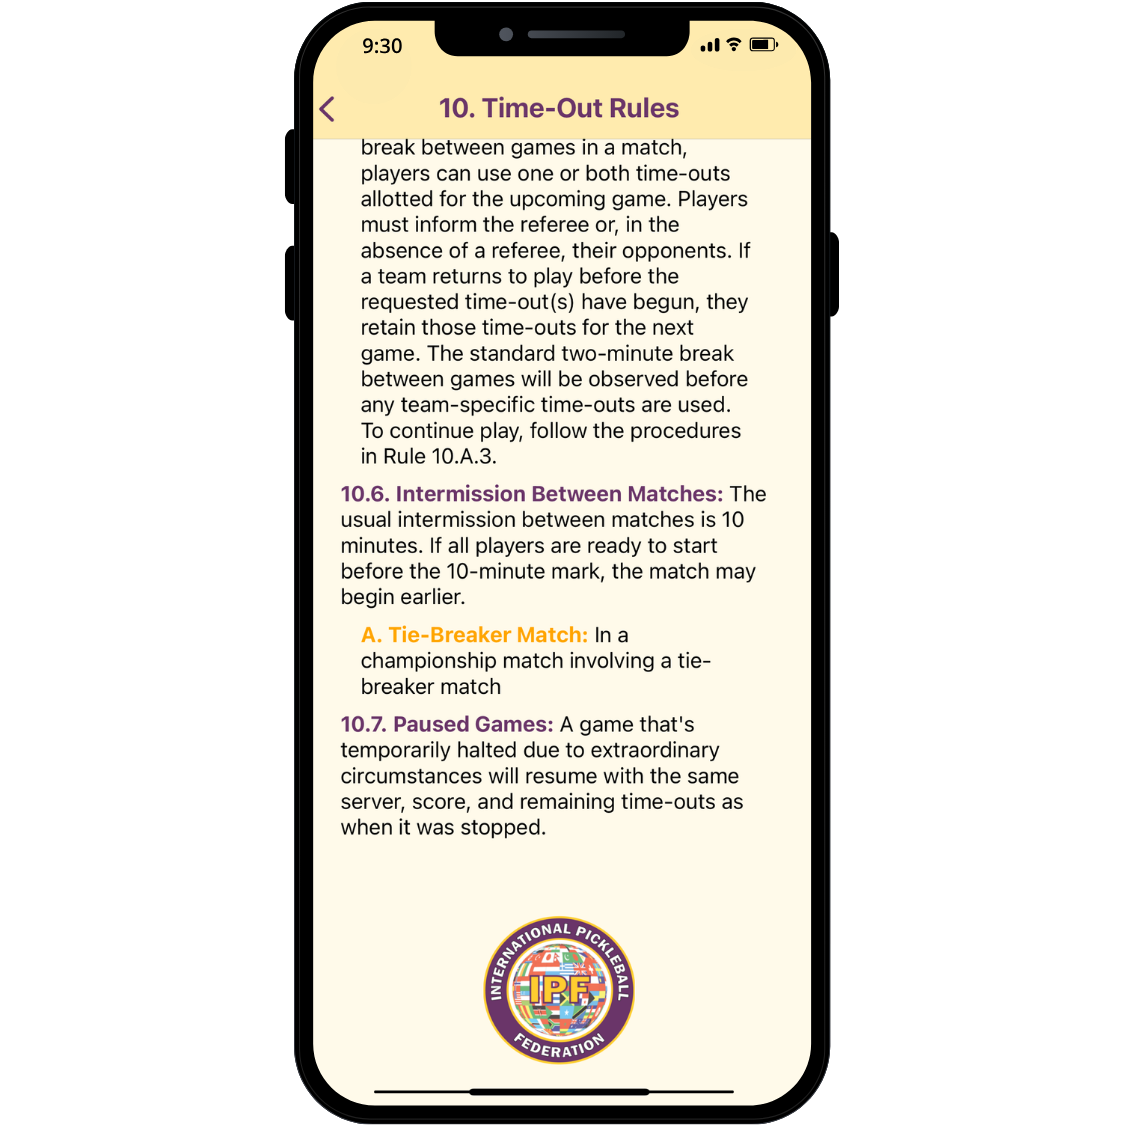 9:30
10. Time-Out Rules
break between games in a match,
players can use one or both time-outs
allotted for the upcoming game. Players
must inform the referee or, in the
absence of a referee, their opponents. If
a team returns to play before the
requested time-out(s) have begun, they
retain those time-outs for the next
game. The standard two-minute break
between games will be observed before
any team-specific time-outs are used.
To continue play, follow the procedures
in Rule 10.A.3.
10.6. Intermission Between Matches: The
usual intermission between matches is 10
minutes. If all players are ready to start
before the 10-minute mark, the match may
begin earlier.
A. Tie-Breaker Match: In a
championship match involving a tie-
breaker match
10.7. Paused Games: A game that's
temporarily halted due to extraordinary
circumstances will resume with the same
server, score, and remaining time-outs as
when it was stopped.
INTERNATIONAL PICKLEBALL
IPF
FEDERATION